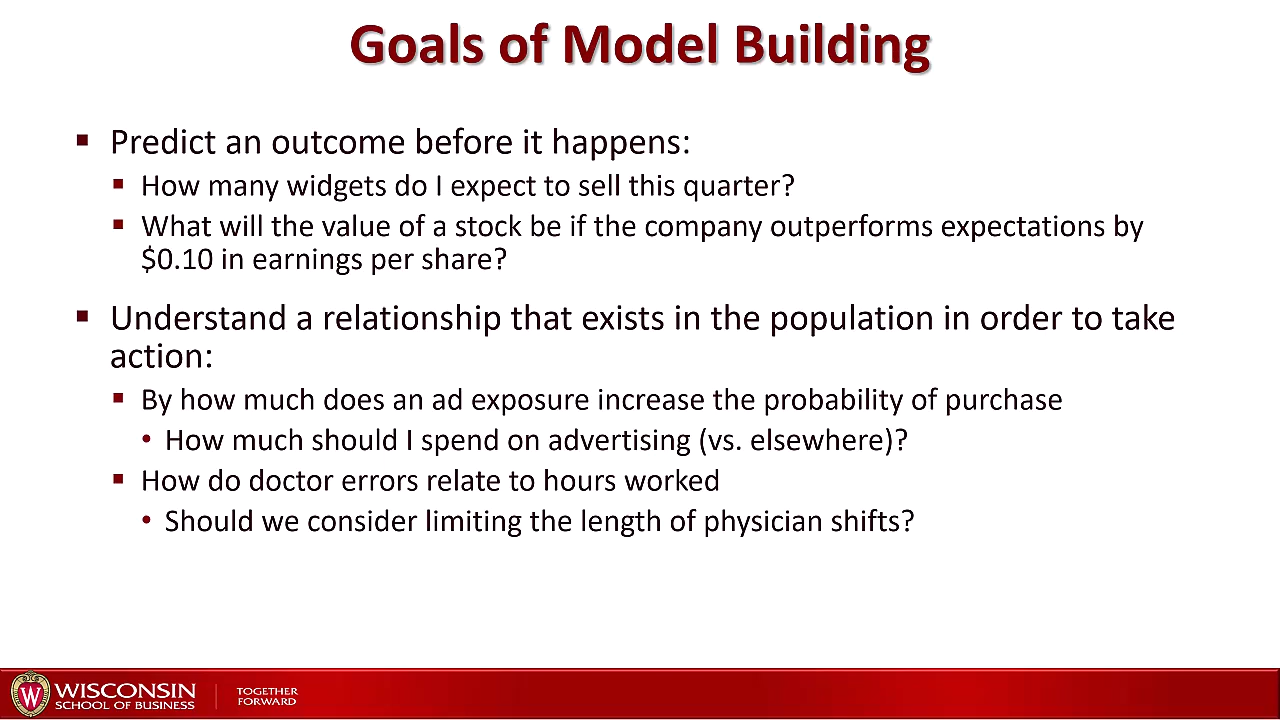 Goals of Model Building
▪ Predict an outcome before it happens:
▪ How many widgets do I expect to sell this quarter?
▪ What will the value of a stock be if the company outperforms expectations by
$0.10 in earnings per share?
▪ Understand a relationship that exists in the population in order to take
action:
▪ By how much does an ad exposure increase the probability of purchase
• How much should I spend on advertising (vs. elsewhere)?
▪ How do doctor errors relate to hours worked
• Should we consider limiting the length of physician shifts?
W
WISCONSIN
SCHOOL OF BUSINESS
TOGETHER
FORWARD